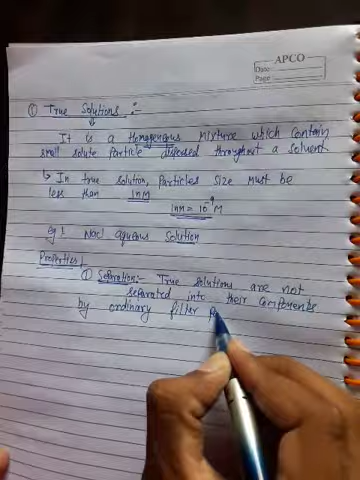 APCO
Date
Page
① True Solutions :-
It is a Homogeneous mixture which contain
small solute particle dispersed throughout a solvent.
↳ In true solution, Particles size must be
less than 1nm
1nm = 10⁻⁹ M
eg! Nacl aqueous Solution
Properties!
① Separation:- True solutions are not
separated into their components
by ordinary filter